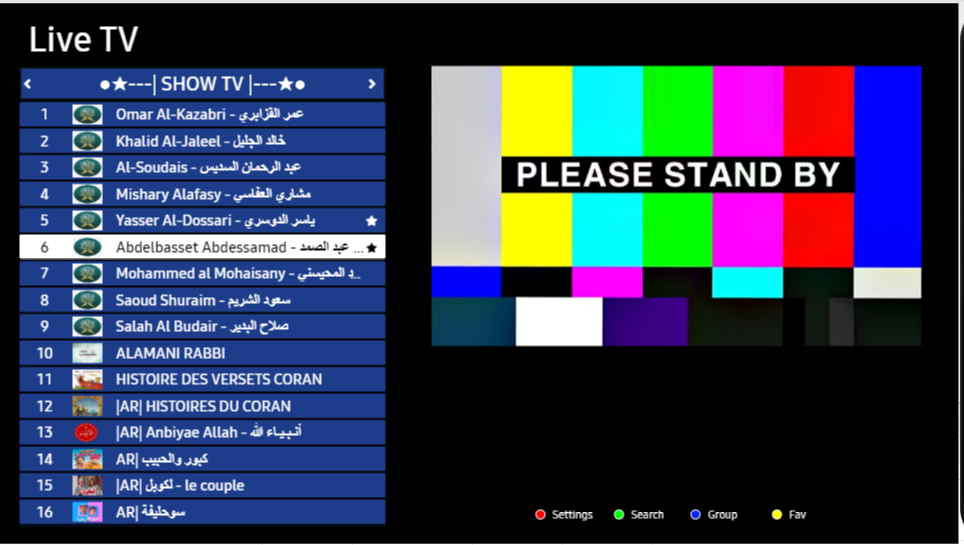 Live TV
‹ ●★---| SHOW TV |---★● ›
1 Omar Al-Kazabri - عمر القزابري
2 Khalid Al-Jaleel - خالد الجليل
3 Al-Soudais - عبد الرحمان السديس
4 Mishary Alafasy - مشاري العفاسي
5 Yasser Al-Dossari - ياسر الدوسري ★
6 Abdelbasset Abdessamad - عبد الصمد ... ★
7 Mohammed al Mohaisany - د المحيسني..
8 Saoud Shuraim - سعود الشريم
9 Salah Al Budair - صلاح البدير
10 ALAMANI RABBI
11 HISTOIRE DES VERSETS CORAN
12 |AR| HISTOIRES DU CORAN
13 |AR| Anbiyae Allah - أنـبـيـاء الله
14 AR| كبور والحبيب
15 |AR| لكوبل - le couple
16 AR| سوحليفة
PLEASE STAND BY
Settings Search Group Fav